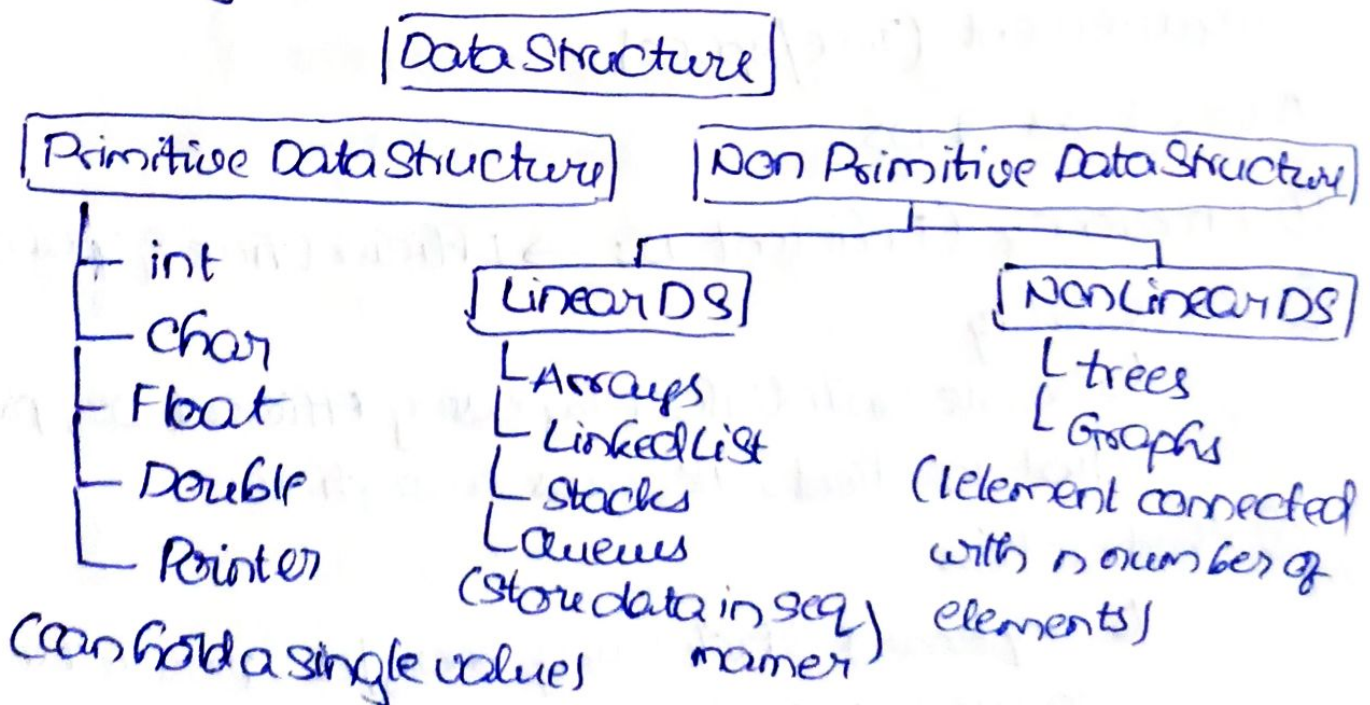 Data Structure
Primitive Data Structure
Non Primitive Data Structure
int
Char
Float
Double
Pointer
(can hold a single values
Linear DS
Arrays
Linked List
Stacks
Queues
(Store data in seq
manner)
Non Linear DS
trees
Graphs
(1 element connected
with n number of
elements)